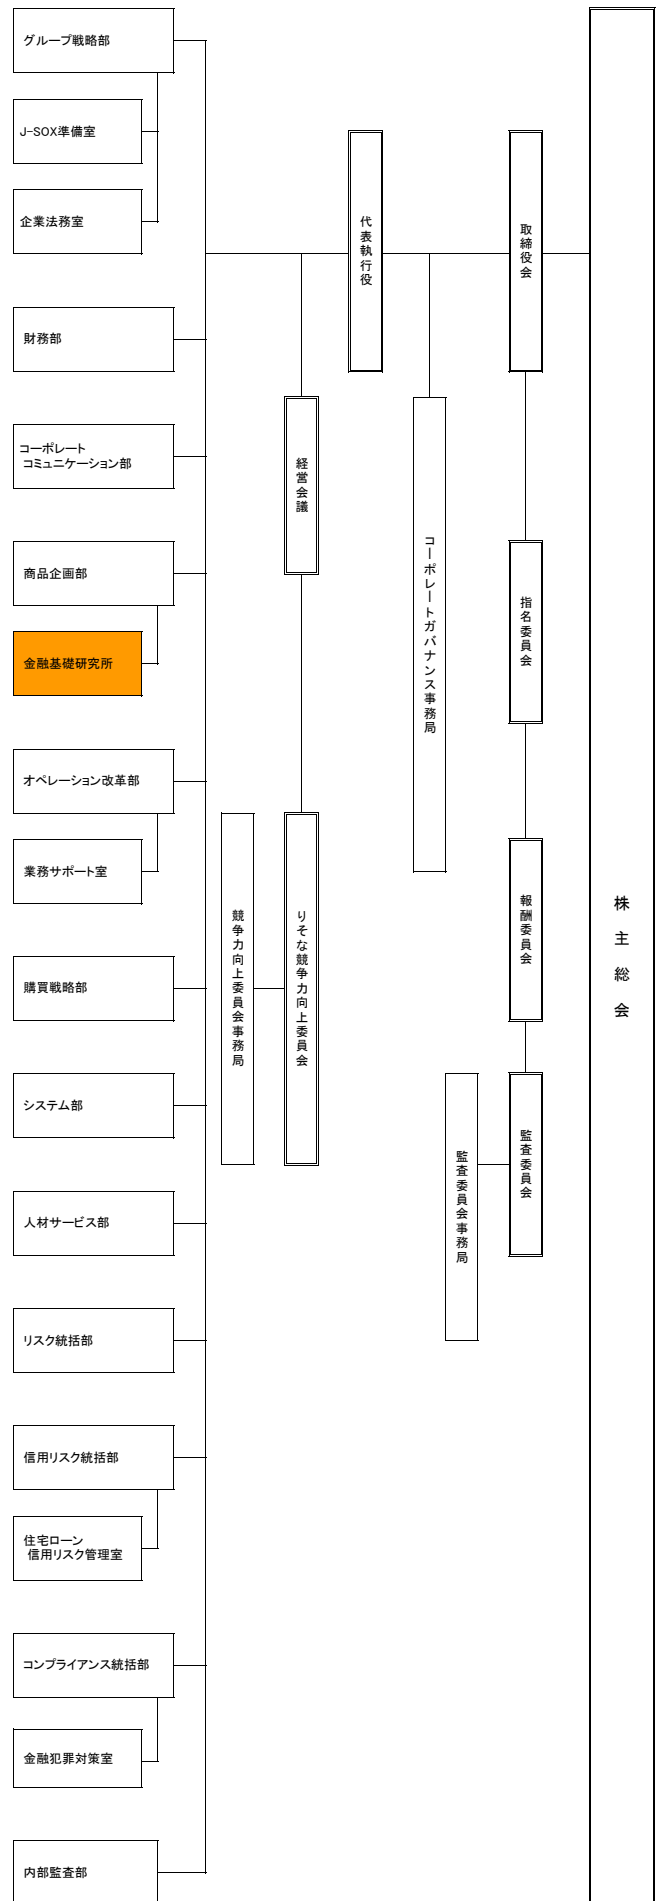 グループ戦略部
J-SOX準備室
企業法務室
財務部
コーポレート
コミュニケーション部
商品企画部
金融基礎研究所
オペレーション改革部
業務サポート室
購買戦略部
システム部
人材サービス部
リスク統括部
信用リスク統括部
住宅ローン
信用リスク管理室
コンプライアンス統括部
金融犯罪対策室
内部監査部
競争力向上委員会事務局
りそな競争力向上委員会
経営会議
代表執行役
コーポレートガバナンス事務局
監査委員会事務局
取締役会
指名委員会
報酬委員会
監査委員会
株主総会